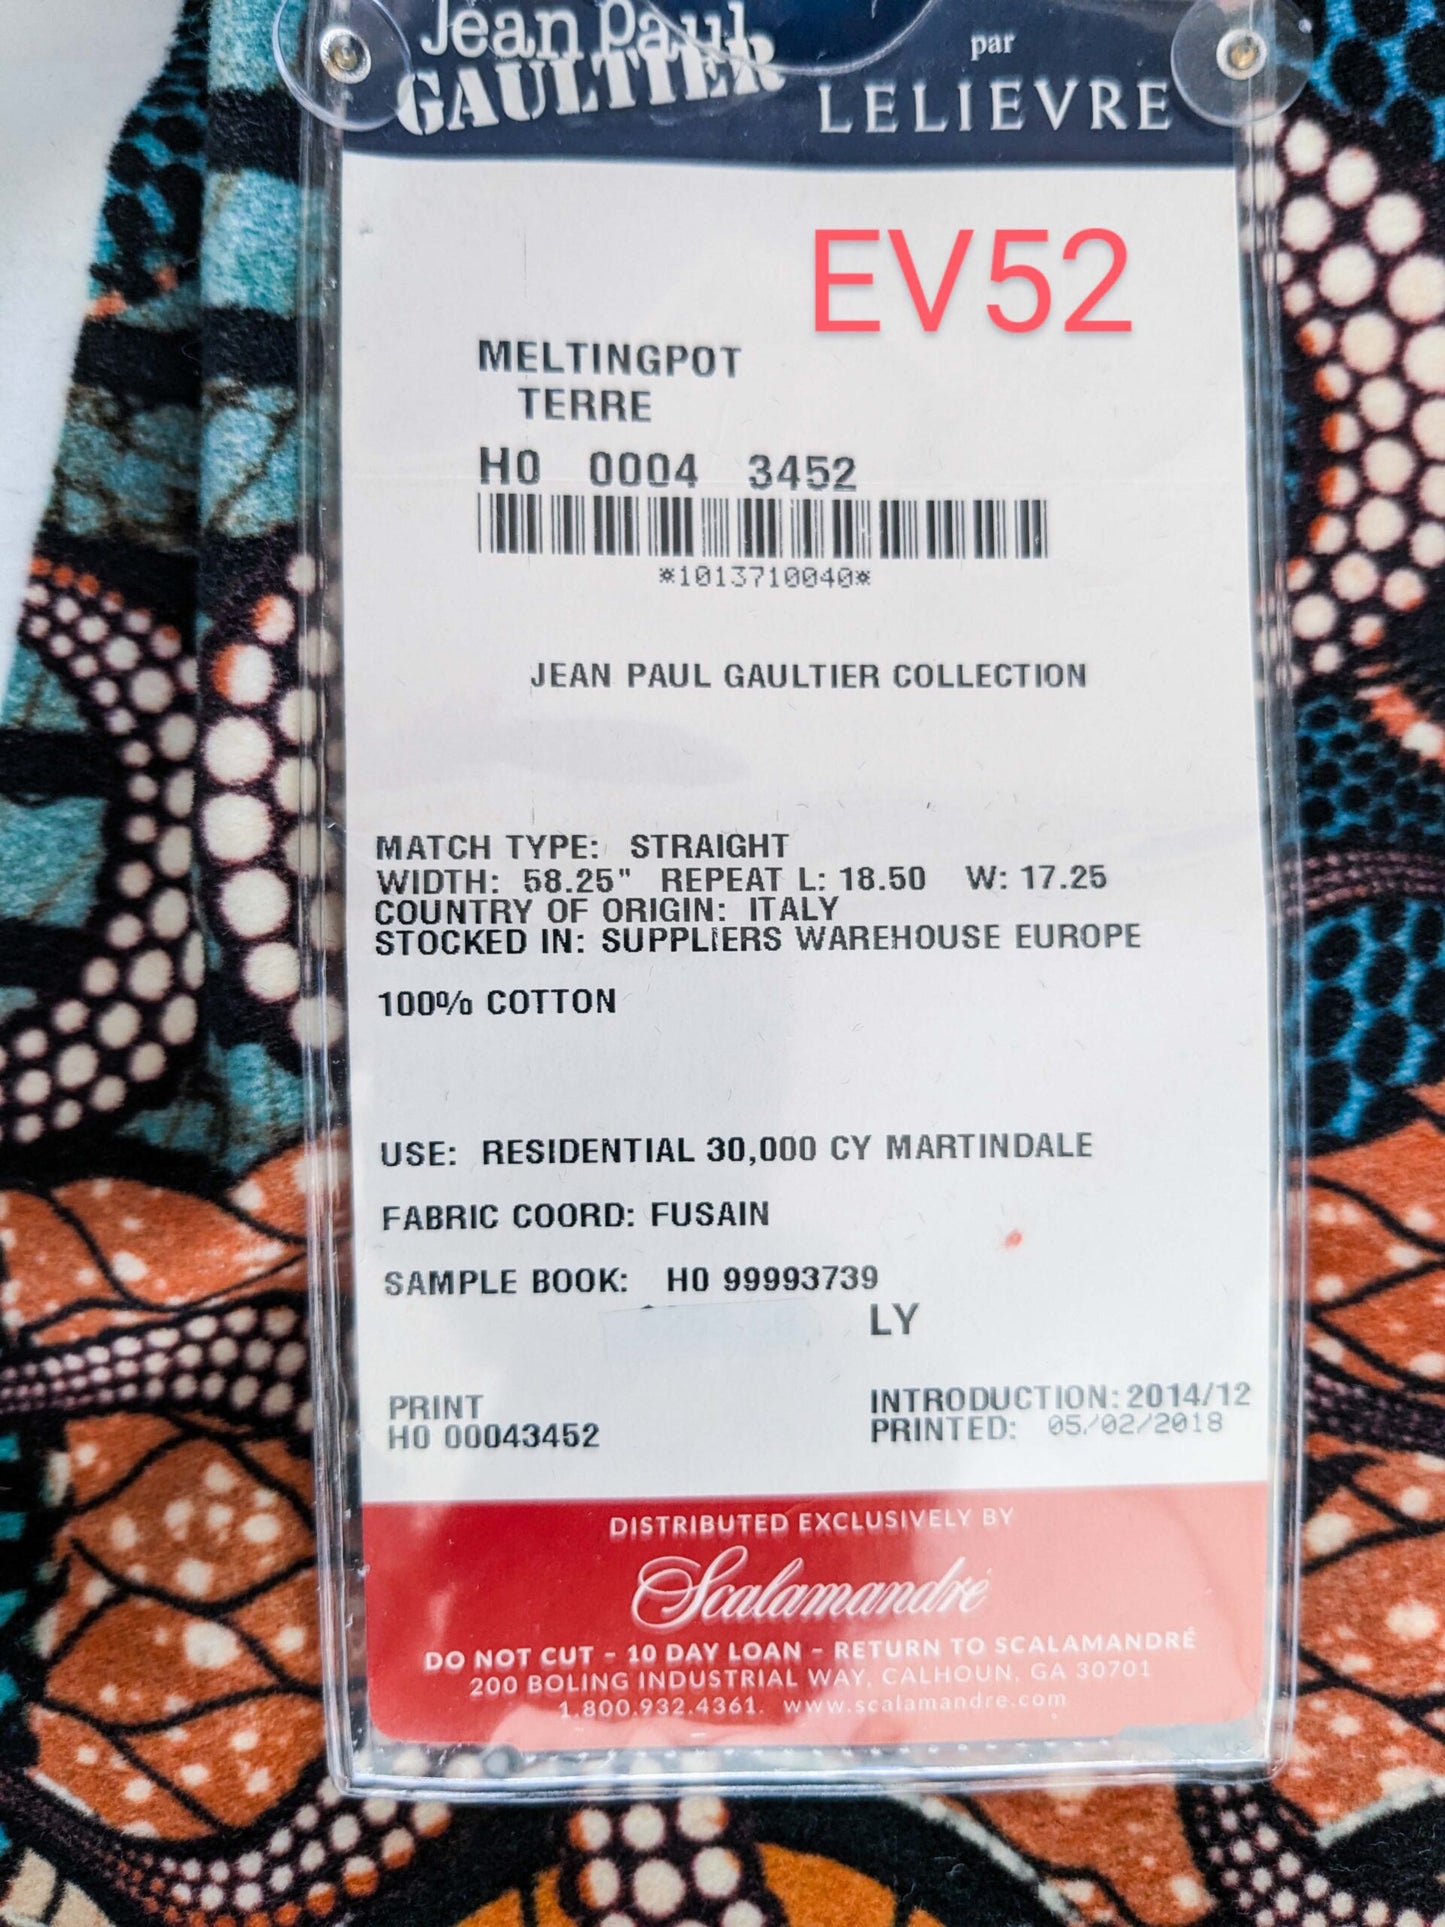 Jean Paul
GAULTIER
par
LELIEVRE
EV52
MELTINGPOT
TERRE
H0 0004 3452
*1013710040*
JEAN PAUL GAULTIER COLLECTION
MATCH TYPE: STRAIGHT
WIDTH: 58.25" REPEAT L: 18.50 W: 17.25
COUNTRY OF ORIGIN: ITALY
STOCKED IN: SUPPLIERS WAREHOUSE EUROPE
100% COTTON
USE: RESIDENTIAL 30,000 CY MARTINDALE
FABRIC COORD: FUSAIN
SAMPLE BOOK: H0 99993739
LY
PRINT
H0 00043452
INTRODUCTION: 2014/12
PRINTED: 05/02/2018
DISTRIBUTED EXCLUSIVELY BY
Scalamandré
DO NOT CUT - 10 DAY LOAN - RETURN TO SCALAMANDRÉ
200 BOLING INDUSTRIAL WAY, CALHOUN, GA 30701
1.800.932.4361. www.scalamandre.com